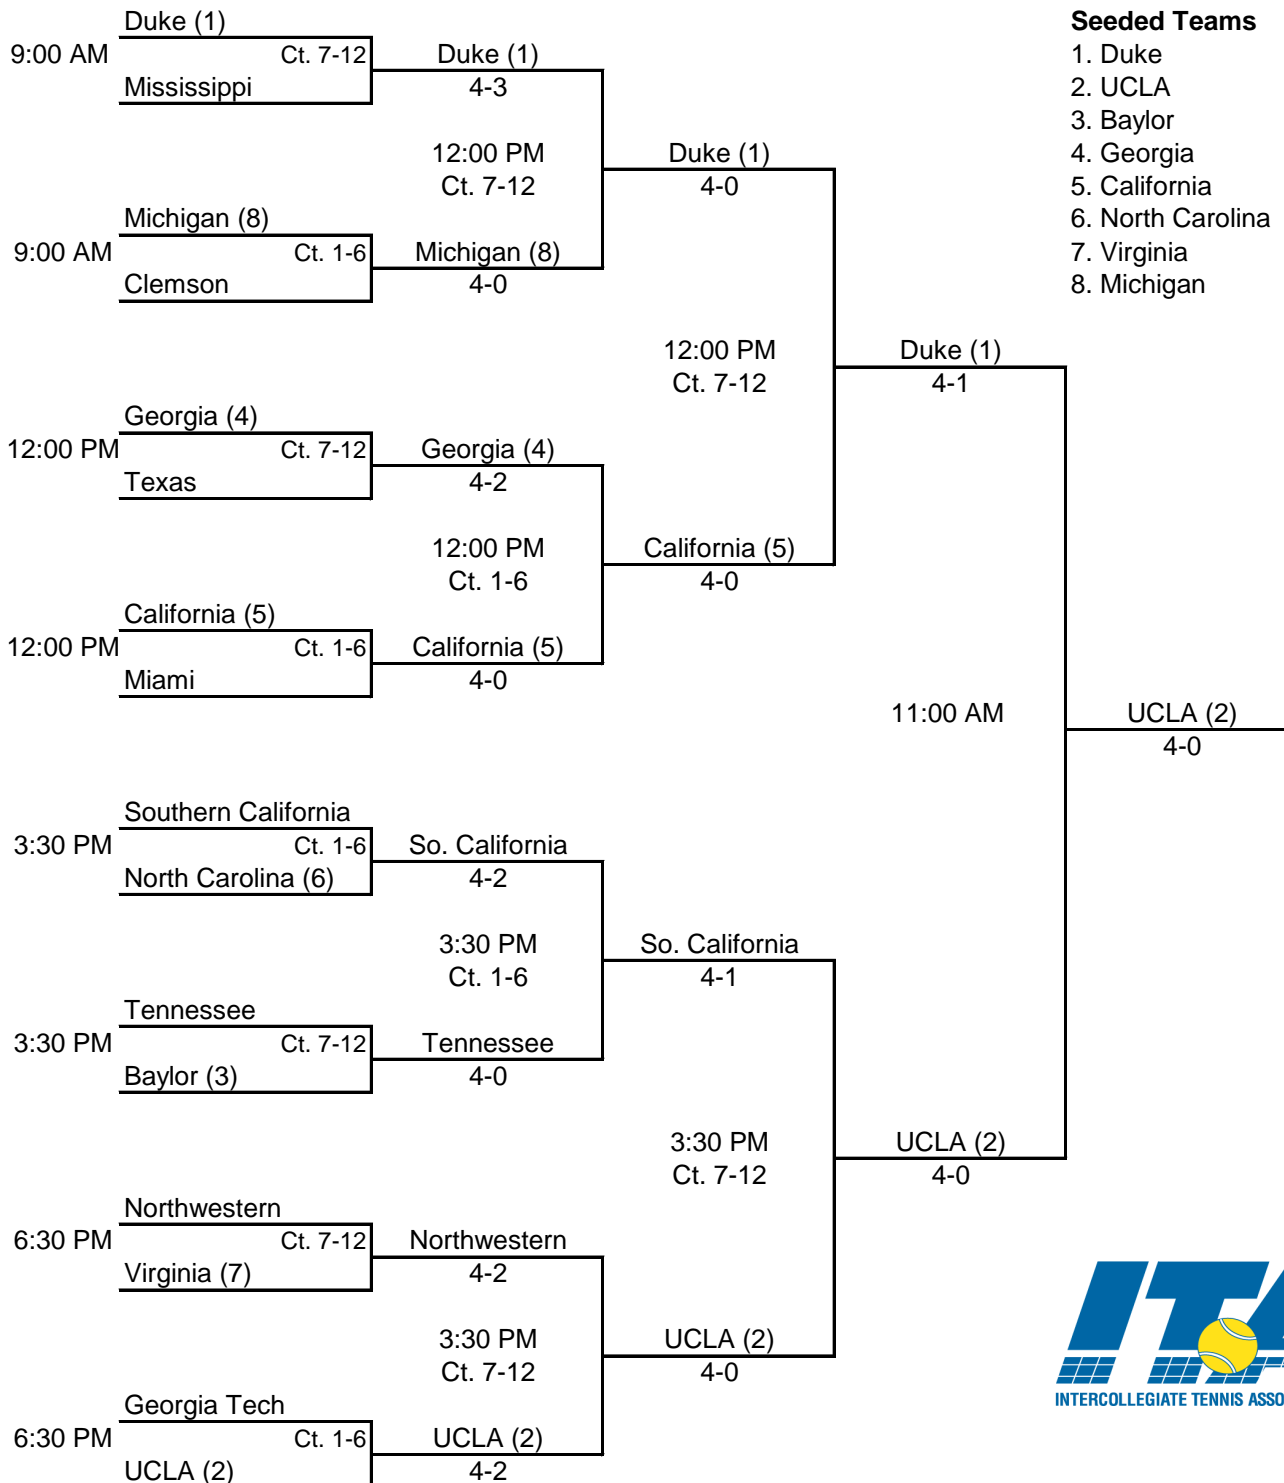 Duke (1)
9:00 AM
Ct. 7-12
Mississippi
Duke (1)
4-3
12:00 PM
Ct. 7-12
Duke (1)
4-0
Michigan (8)
9:00 AM
Ct. 1-6
Clemson
Michigan (8)
4-0
12:00 PM
Ct. 7-12
Duke (1)
4-1
Georgia (4)
12:00 PM
Ct. 7-12
Texas
Georgia (4)
4-2
12:00 PM
Ct. 1-6
California (5)
4-0
California (5)
12:00 PM
Ct. 1-6
Miami
California (5)
4-0
11:00 AM
UCLA (2)
4-0
Southern California
3:30 PM
Ct. 1-6
North Carolina (6)
So. California
4-2
3:30 PM
Ct. 1-6
So. California
4-1
Tennessee
3:30 PM
Ct. 7-12
Baylor (3)
Tennessee
4-0
3:30 PM
Ct. 7-12
UCLA (2)
4-0
Northwestern
6:30 PM
Ct. 7-12
Virginia (7)
Northwestern
4-2
3:30 PM
Ct. 7-12
UCLA (2)
4-0
Georgia Tech
6:30 PM
Ct. 1-6
UCLA (2)
UCLA (2)
4-2
Seeded Teams
1. Duke
2. UCLA
3. Baylor
4. Georgia
5. California
6. North Carolina
7. Virginia
8. Michigan
ITA
INTERCOLLEGIATE TENNIS ASSO